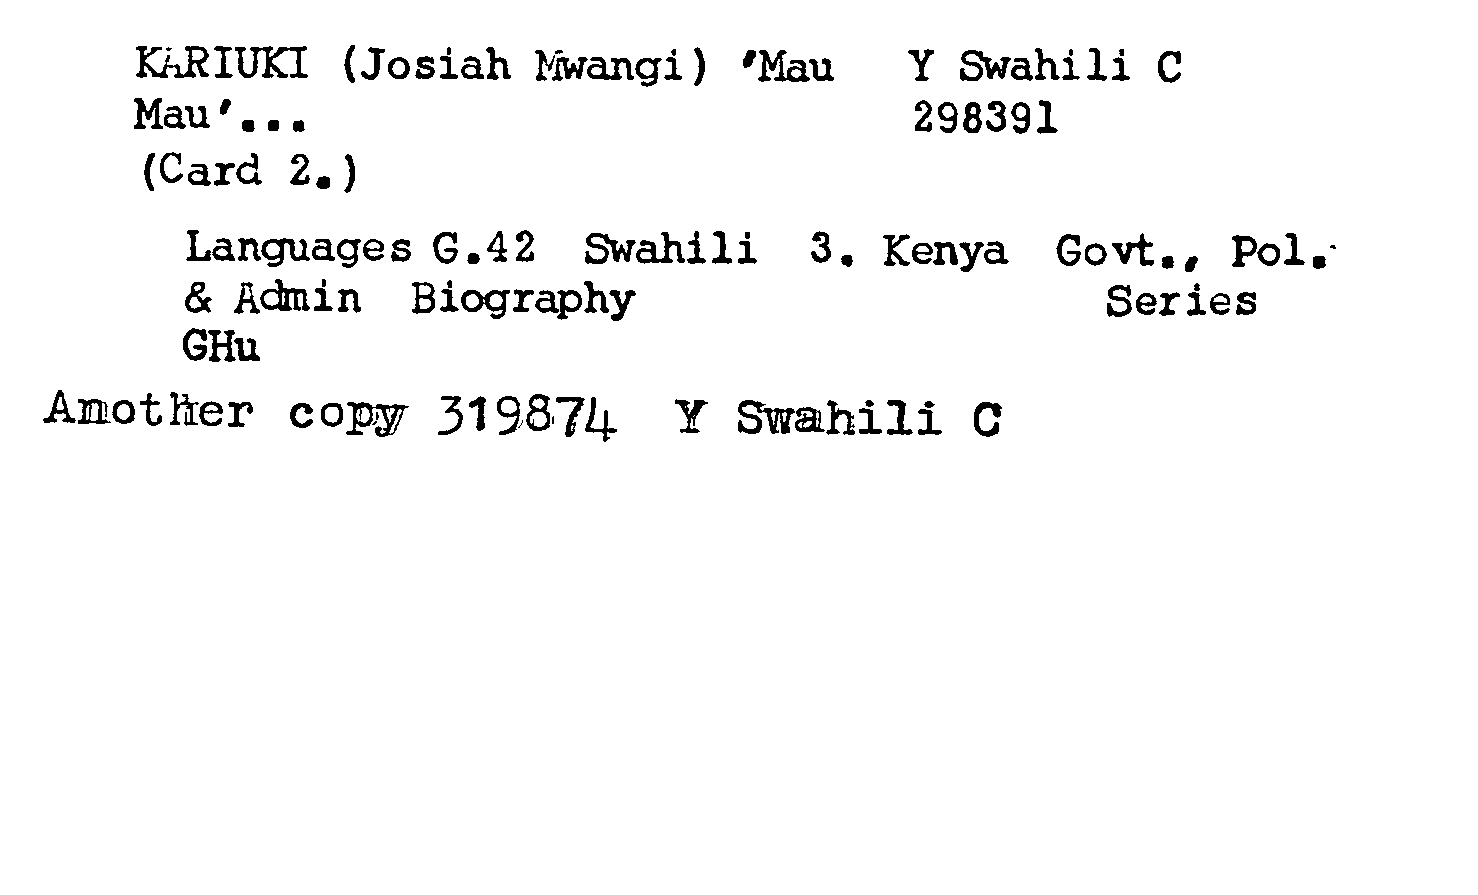 KARIUKI (Josiah Mwangi) 'Mau Y Swahili C
Mau'... 298391
(Card 2.)
Languages G.42 Swahili 3. Kenya Govt., Pol.
& Admin Biography Series
GHu
Another copy 319874 Y Swahili C